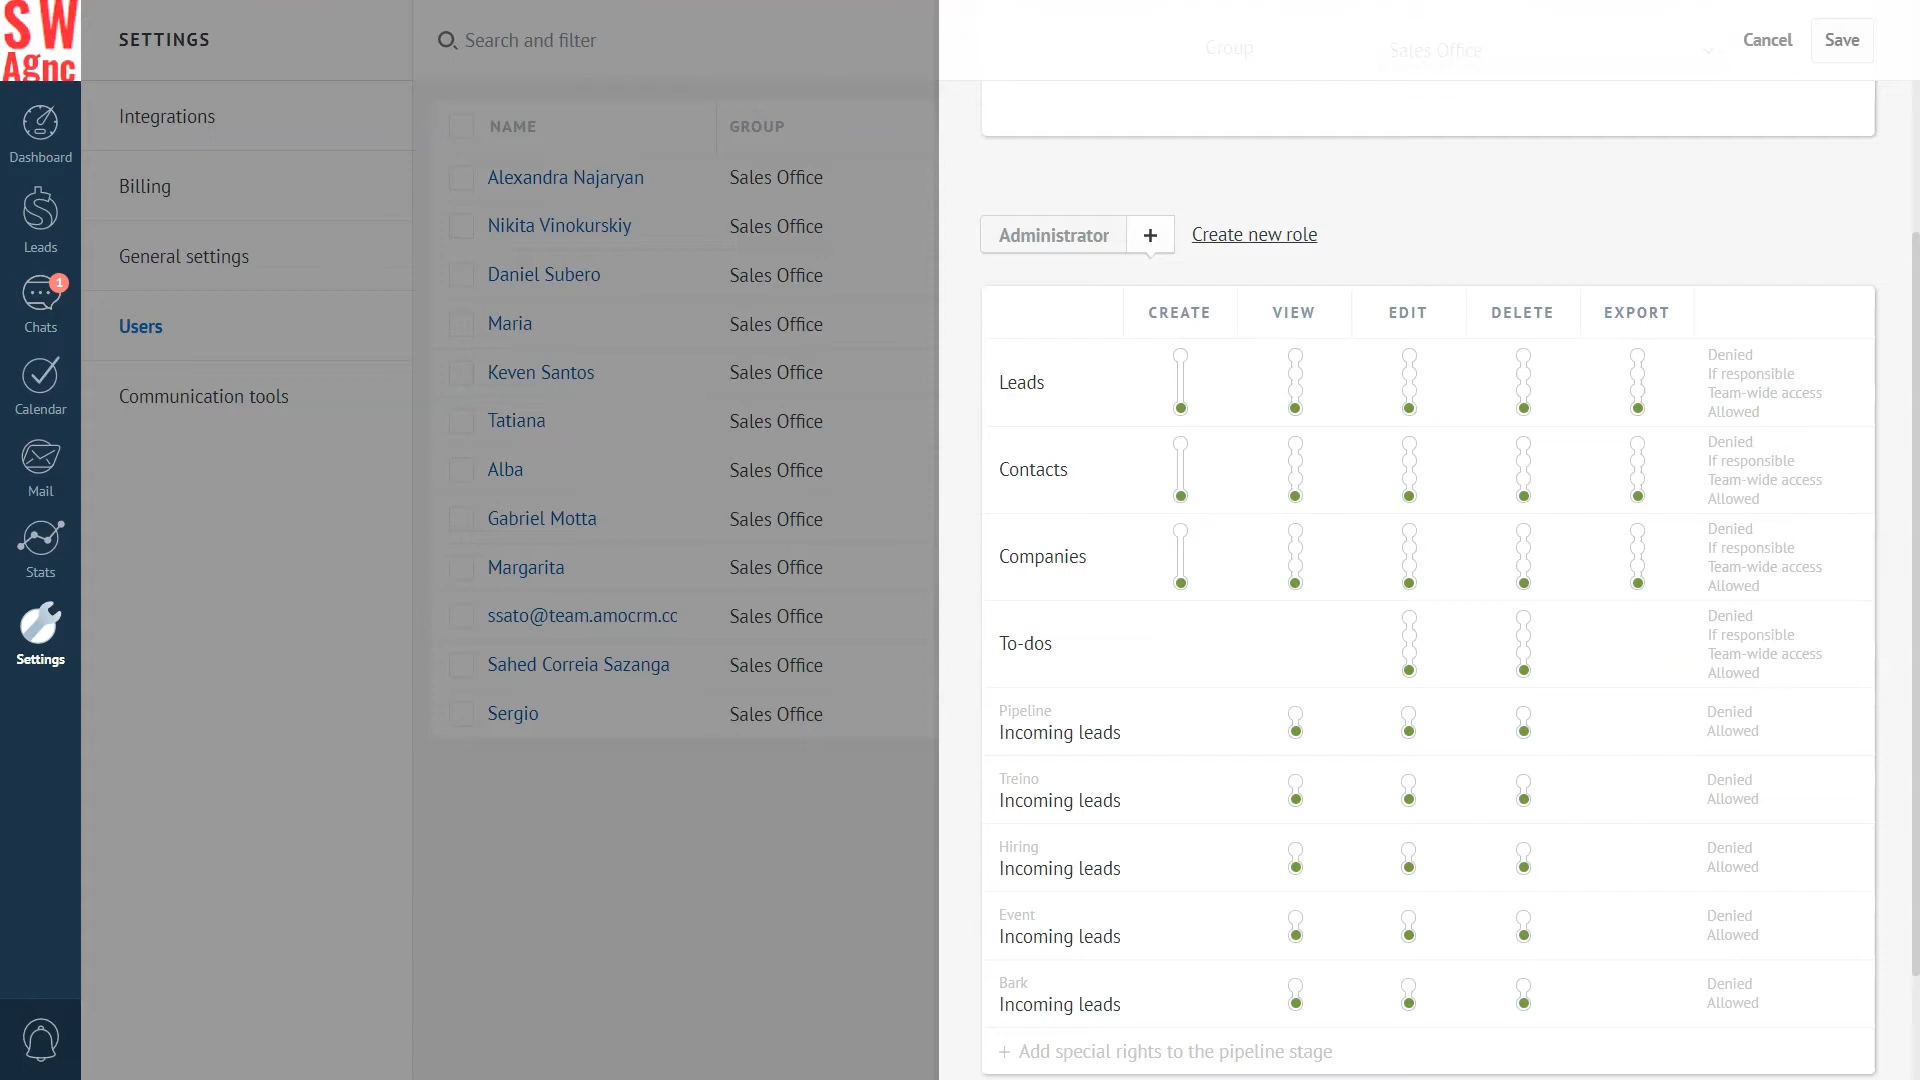 SW
Agnc
Dashboard
Leads
1
Chats
Calendar
Mail
Stats
Settings
SETTINGS
Integrations
Billing
General settings
Users
Communication tools
Search and filter
NAME GROUP
Alexandra Najaryan Sales Office
Nikita Vinokurskiy Sales Office
Daniel Subero Sales Office
Maria Sales Office
Keven Santos Sales Office
Tatiana Sales Office
Alba Sales Office
Gabriel Motta Sales Office
Margarita Sales Office
ssato@team.amocrm.cc Sales Office
Sahed Correia Sazanga Sales Office
Sergio Sales Office
Group Sales Office
Cancel Save
Administrator + Create new role
CREATE VIEW EDIT DELETE EXPORT
Leads
Denied
If responsible
Team-wide access
Allowed
Contacts
Denied
If responsible
Team-wide access
Allowed
Companies
Denied
If responsible
Team-wide access
Allowed
To-dos
Denied
If responsible
Team-wide access
Allowed
Pipeline
Incoming leads
Denied
Allowed
Treino
Incoming leads
Denied
Allowed
Hiring
Incoming leads
Denied
Allowed
Event
Incoming leads
Denied
Allowed
Bark
Incoming leads
Denied
Allowed
+ Add special rights to the pipeline stage